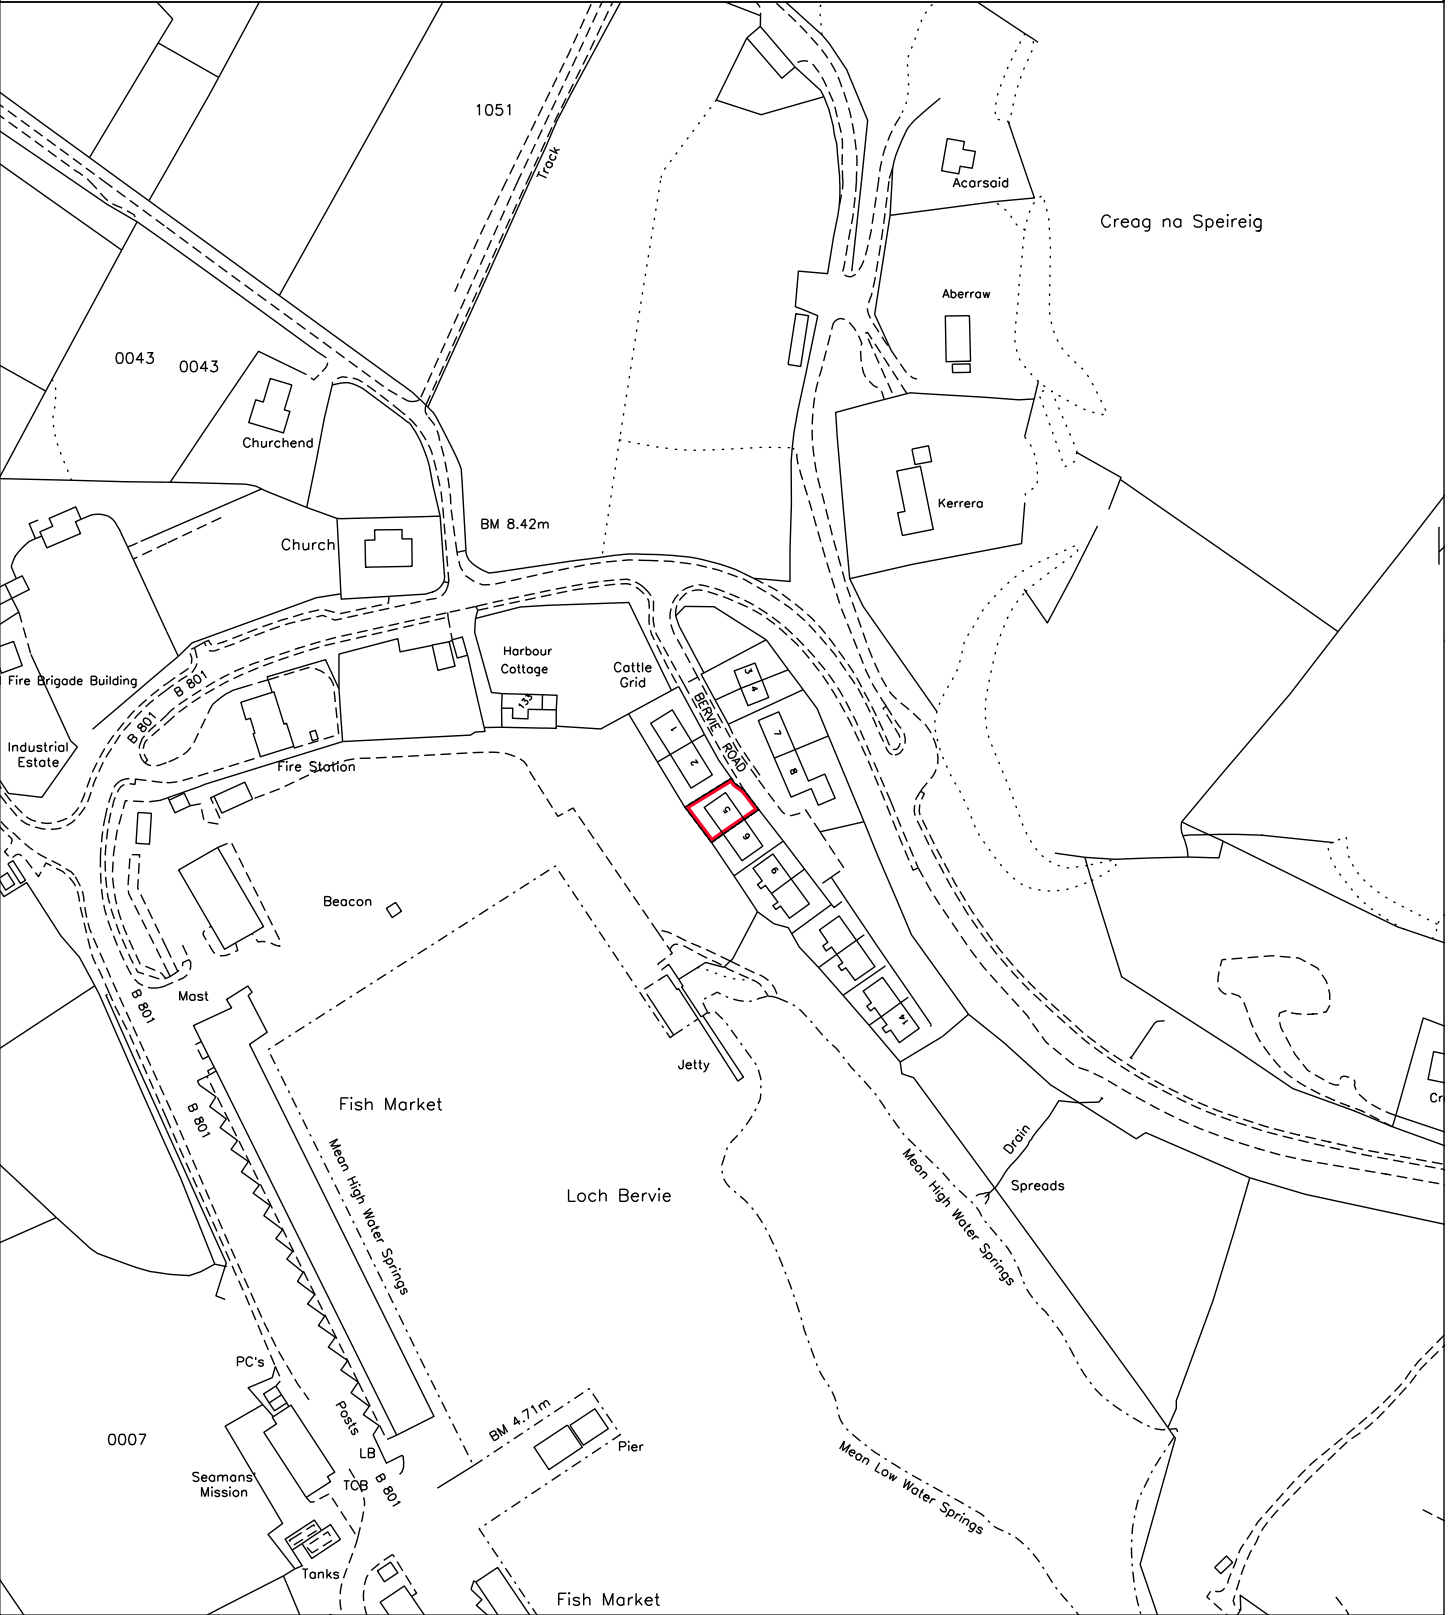 1051
Track
Acarsaid
Creag na Speireig
Aberraw
0043
0043
Churchend
Kerrera
BM 8.42m
Church
Harbour
Cottage
Cattle
Grid
133
Fire Brigade Building
B 801
B 801
Industrial
Estate
Fire Station
BERVIE ROAD
3
4
1
2
7
8
5
6
9
14
Beacon
Mast
B 801
Jetty
Fish Market
B 801
Mean High Water Springs
Loch Bervie
Drain
Spreads
Mean High Water Springs
PC's
Posts
BM 4.71m
Pier
0007
LB
TCB
B 801
Seamans'
Mission
Mean Low Water Springs
Tanks
Fish Market